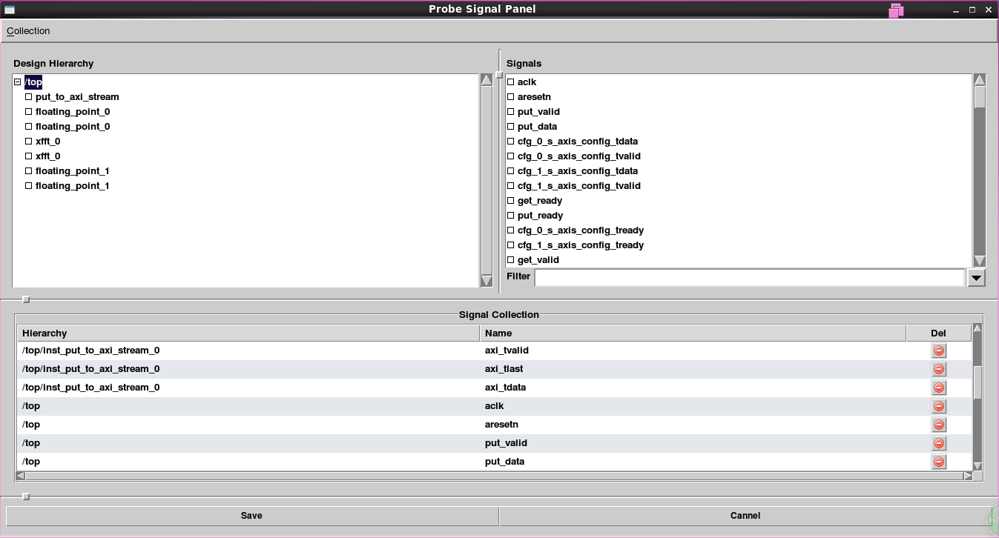 Probe Signal Panel
Collection
Design Hierarchy
/top
put_to_axi_stream
floating_point_0
floating_point_0
xfft_0
xfft_0
floating_point_1
floating_point_1
Signals
aclk
aresetn
put_valid
put_data
cfg_0_s_axis_config_tdata
cfg_0_s_axis_config_tvalid
cfg_1_s_axis_config_tdata
cfg_1_s_axis_config_tvalid
get_ready
put_ready
cfg_0_s_axis_config_tready
cfg_1_s_axis_config_tready
get_valid
Filter
Signal Collection
Hierarchy Name Del
/top/inst_put_to_axi_stream_0 axi_tvalid
/top/inst_put_to_axi_stream_0 axi_tlast
/top/inst_put_to_axi_stream_0 axi_tdata
/top aclk
/top aresetn
/top put_valid
/top put_data
Save Cannel